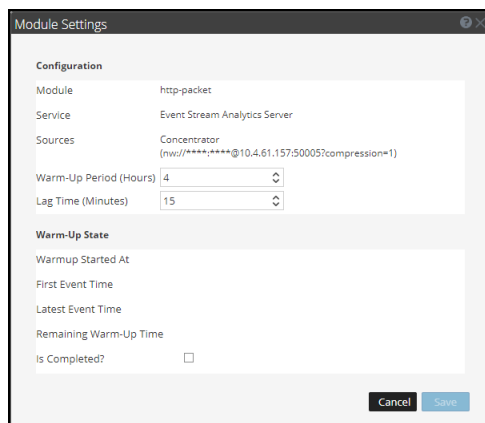 Module Settings
Configuration
Module http-packet
Service Event Stream Analytics Server
Sources Concentrator
(nw://****:****@10.4.61.157:50005?compression=1)
Warm-Up Period (Hours) 4
Lag Time (Minutes) 15
Warm-Up State
Warmup Started At
First Event Time
Latest Event Time
Remaining Warm-Up Time
Is Completed?
Cancel Save